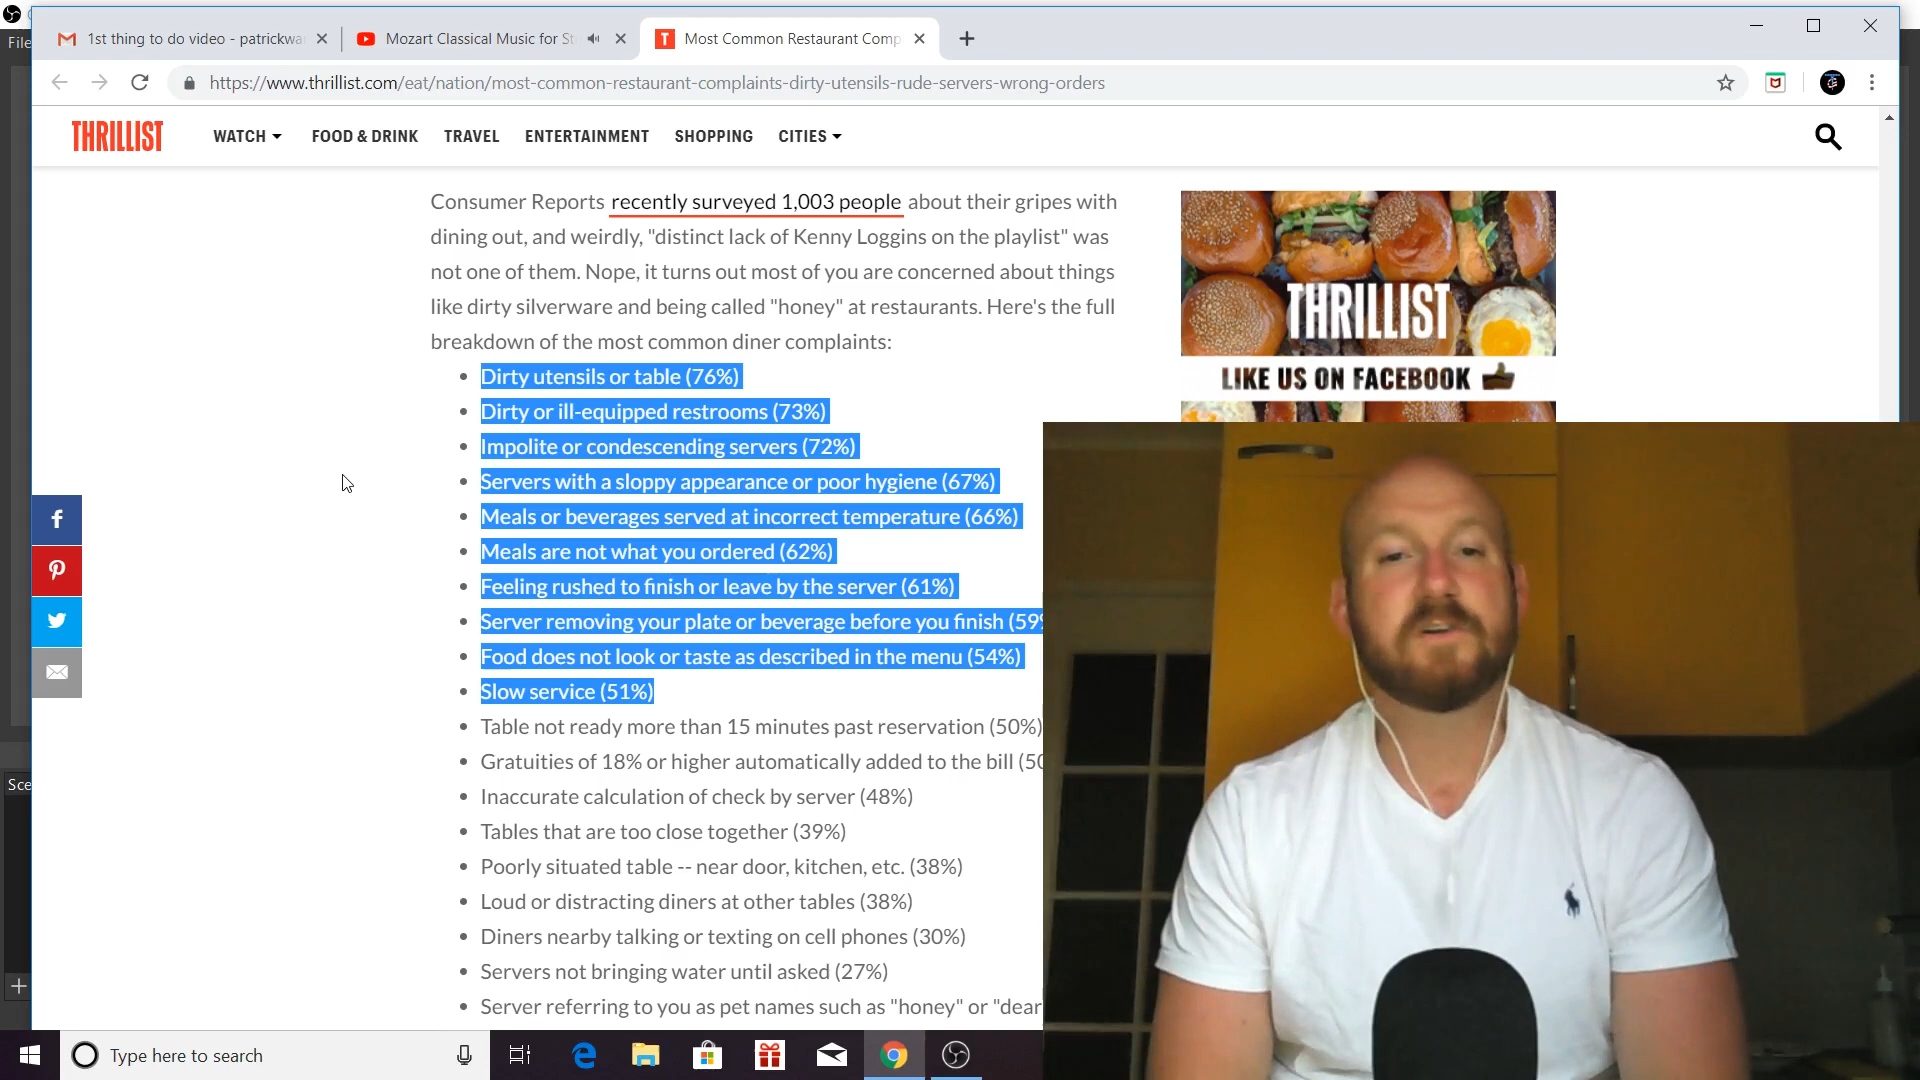 1st thing to do video - patrickwa
Mozart Classical Music for St
Most Common Restaurant Comp
File
https://www.thrillist.com/eat/nation/most-common-restaurant-complaints-dirty-utensils-rude-servers-wrong-orders
THRILLIST
WATCH
FOOD & DRINK
TRAVEL
ENTERTAINMENT
SHOPPING
CITIES
Consumer Reports recently surveyed 1,003 people about their gripes with
dining out, and weirdly, "distinct lack of Kenny Loggins on the playlist" was
not one of them. Nope, it turns out most of you are concerned about things
like dirty silverware and being called "honey" at restaurants. Here's the full
breakdown of the most common diner complaints:
• Dirty utensils or table (76%)
• Dirty or ill-equipped restrooms (73%)
• Impolite or condescending servers (72%)
• Servers with a sloppy appearance or poor hygiene (67%)
• Meals or beverages served at incorrect temperature (66%)
• Meals are not what you ordered (62%)
• Feeling rushed to finish or leave by the server (61%)
• Server removing your plate or beverage before you finish (59%
• Food does not look or taste as described in the menu (54%)
• Slow service (51%)
• Table not ready more than 15 minutes past reservation (50%)
• Gratuities of 18% or higher automatically added to the bill (50
• Inaccurate calculation of check by server (48%)
• Tables that are too close together (39%)
• Poorly situated table -- near door, kitchen, etc. (38%)
• Loud or distracting diners at other tables (38%)
• Diners nearby talking or texting on cell phones (30%)
• Servers not bringing water until asked (27%)
• Server referring to you as pet names such as "honey" or "dear
THRILLIST
LIKE US ON FACEBOOK
Sce
Type here to search